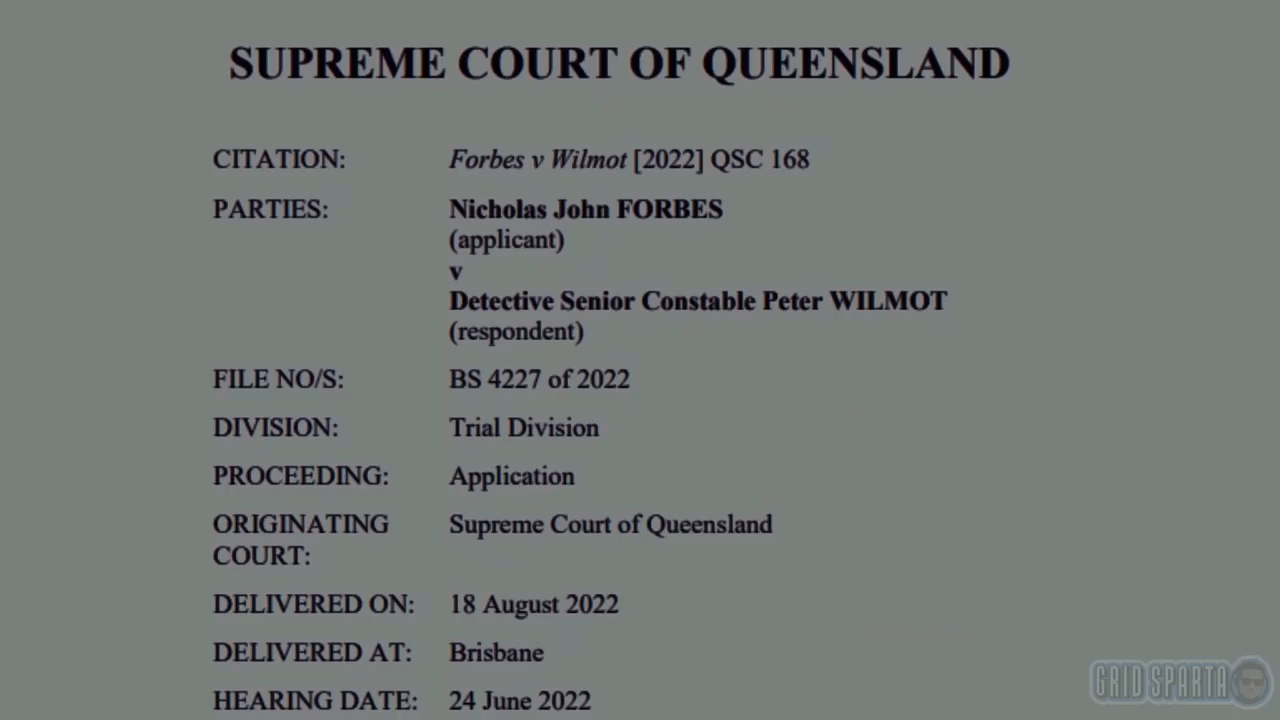 SUPREME COURT OF QUEENSLAND
CITATION: Forbes v Wilmot [2022] QSC 168
PARTIES: Nicholas John FORBES
(applicant)
v
Detective Senior Constable Peter WILMOT
(respondent)
FILE NO/S: BS 4227 of 2022
DIVISION: Trial Division
PROCEEDING: Application
ORIGINATING Supreme Court of Queensland
COURT:
DELIVERED ON: 18 August 2022
DELIVERED AT: Brisbane
HEARING DATE: 24 June 2022
GRID SPARTA